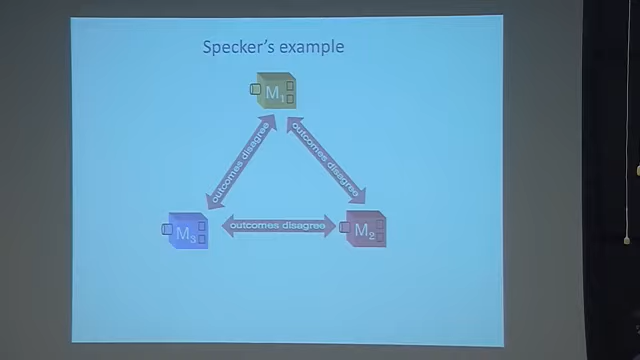 Specker's example
M1
outcomes disagree
outcomes disagree
M3
outcomes disagree
M2